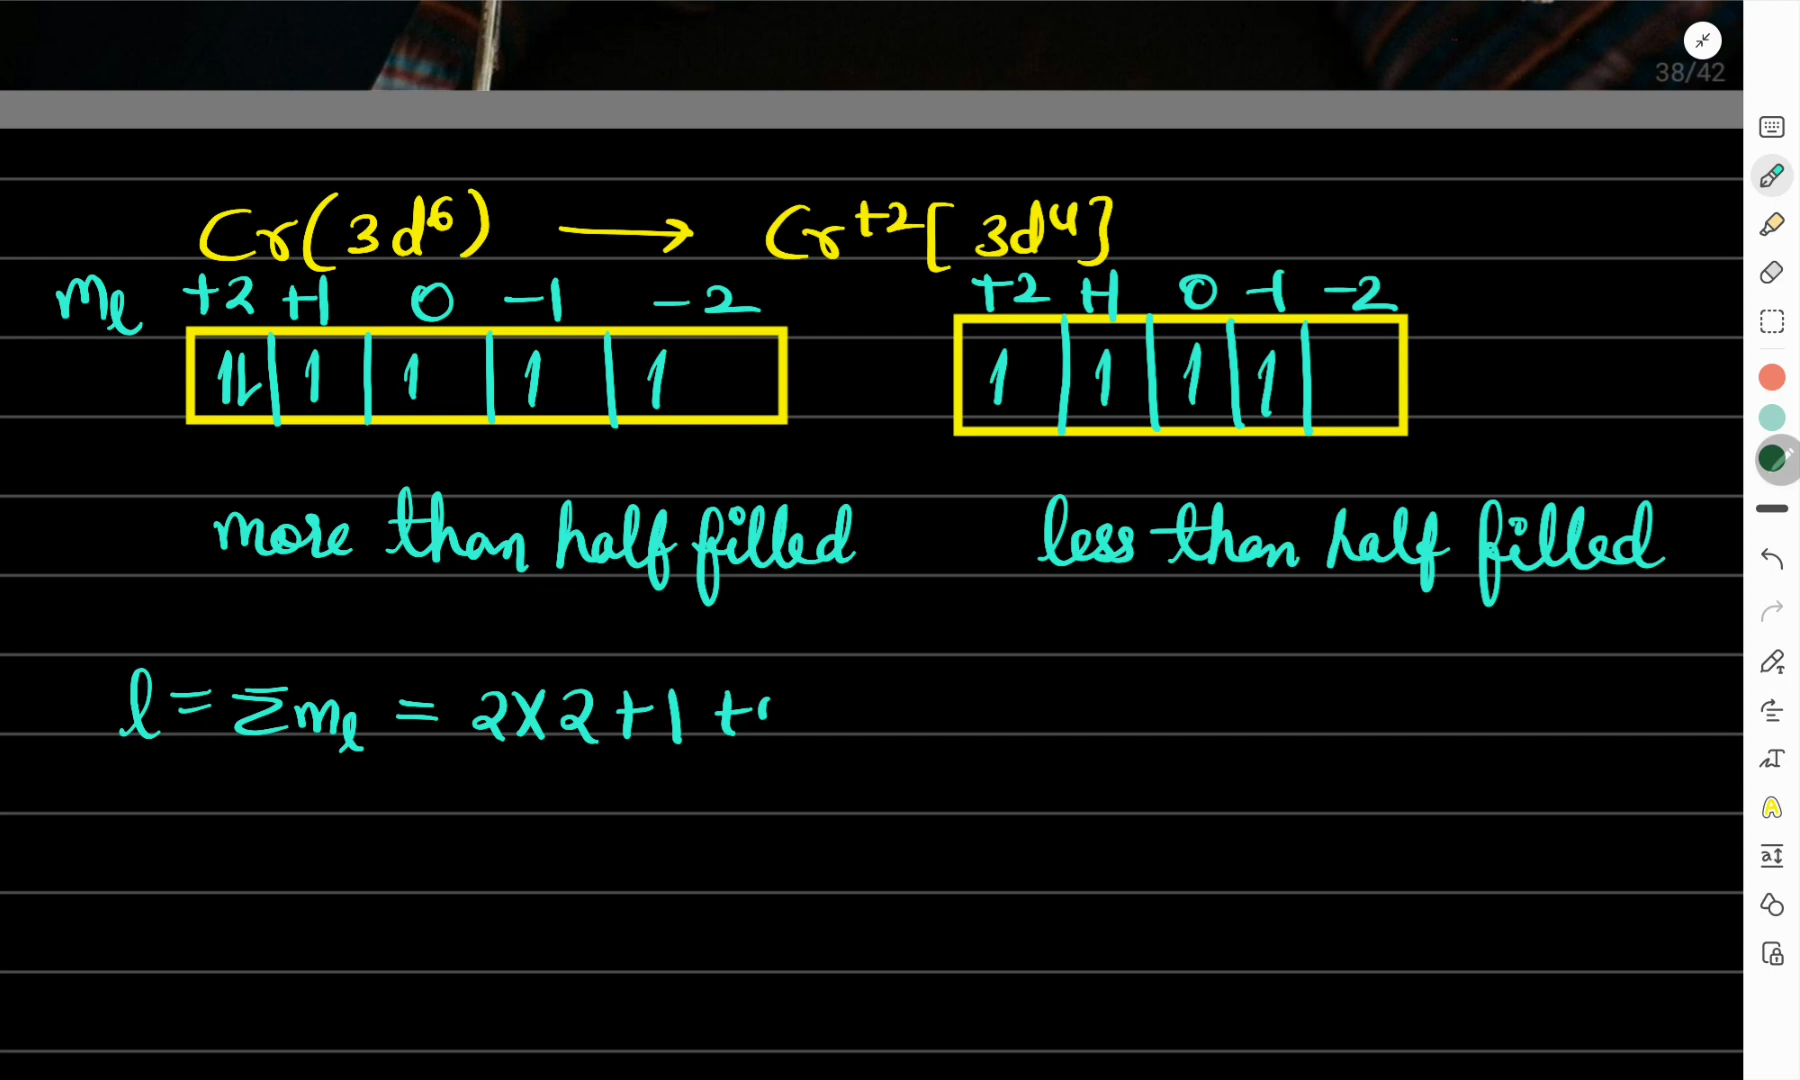 38/42
Cr(3d⁶) ⟶ Cr⁺²[3d⁴]
mₗ +2 +1 0 -1 -2 +2 +1 0 -1 -2
1L 1 1 1 1 1 1 1 1
more than half filled less than half filled
l = Σmₗ = 2×2+1+